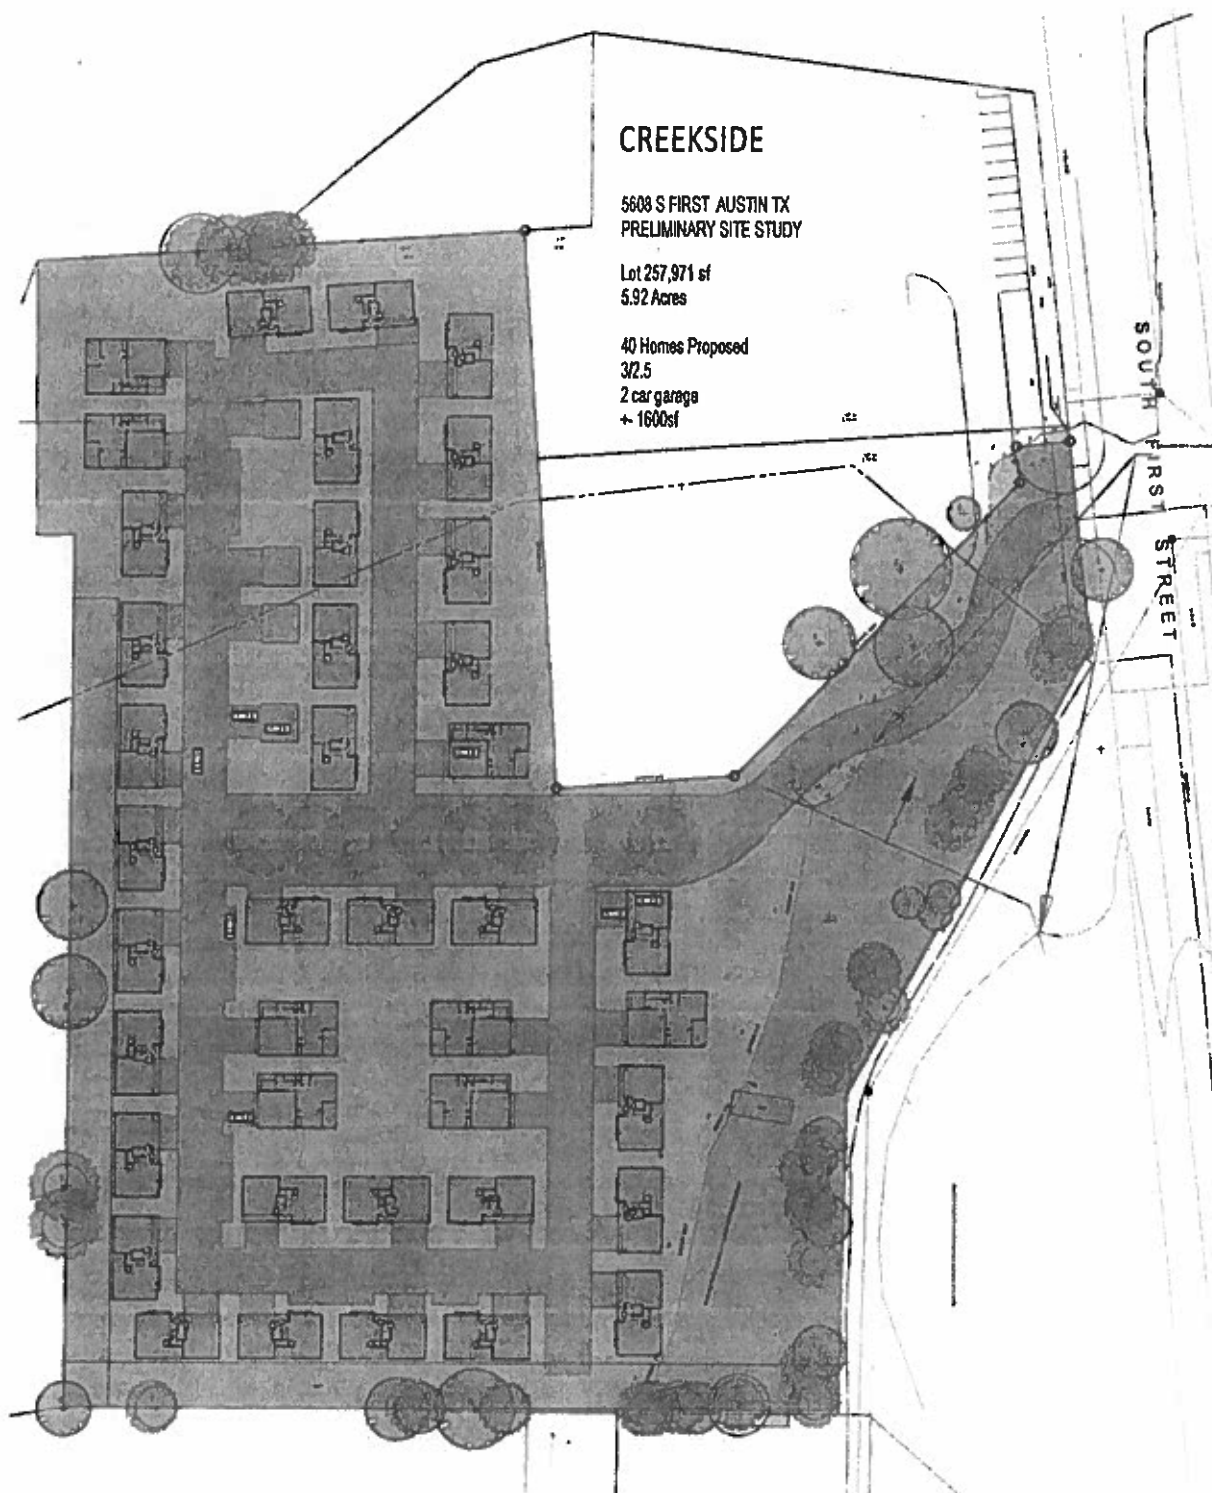 CREEKSIDE
5608 S FIRST AUSTIN TX
PRELIMINARY SITE STUDY
Lot 257,971 sf
5.92 Acres
40 Homes Proposed
3/2.5
2 car garage
+- 1600sf
SOUTH FIRST STREET